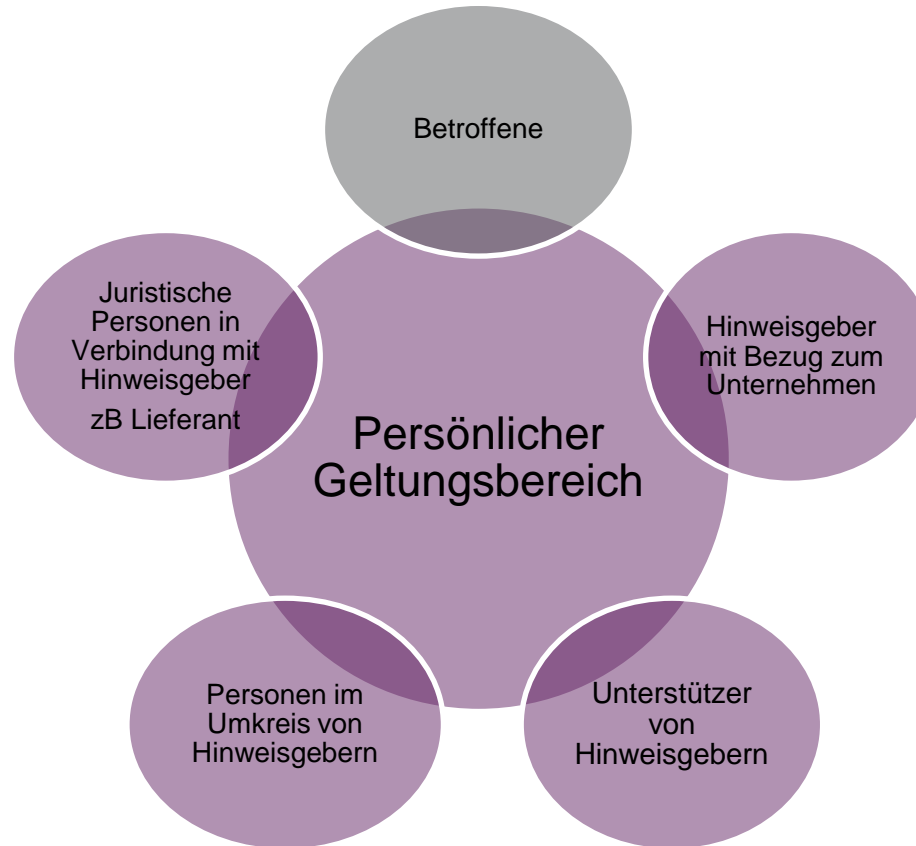 Betroffene
Juristische
Personen in
Verbindung mit
Hinweisgeber
zB Lieferant
Hinweisgeber
mit Bezug zum
Unternehmen
Persönlicher
Geltungsbereich
Personen im
Umkreis von
Hinweisgebern
Unterstützer
von
Hinweisgebern